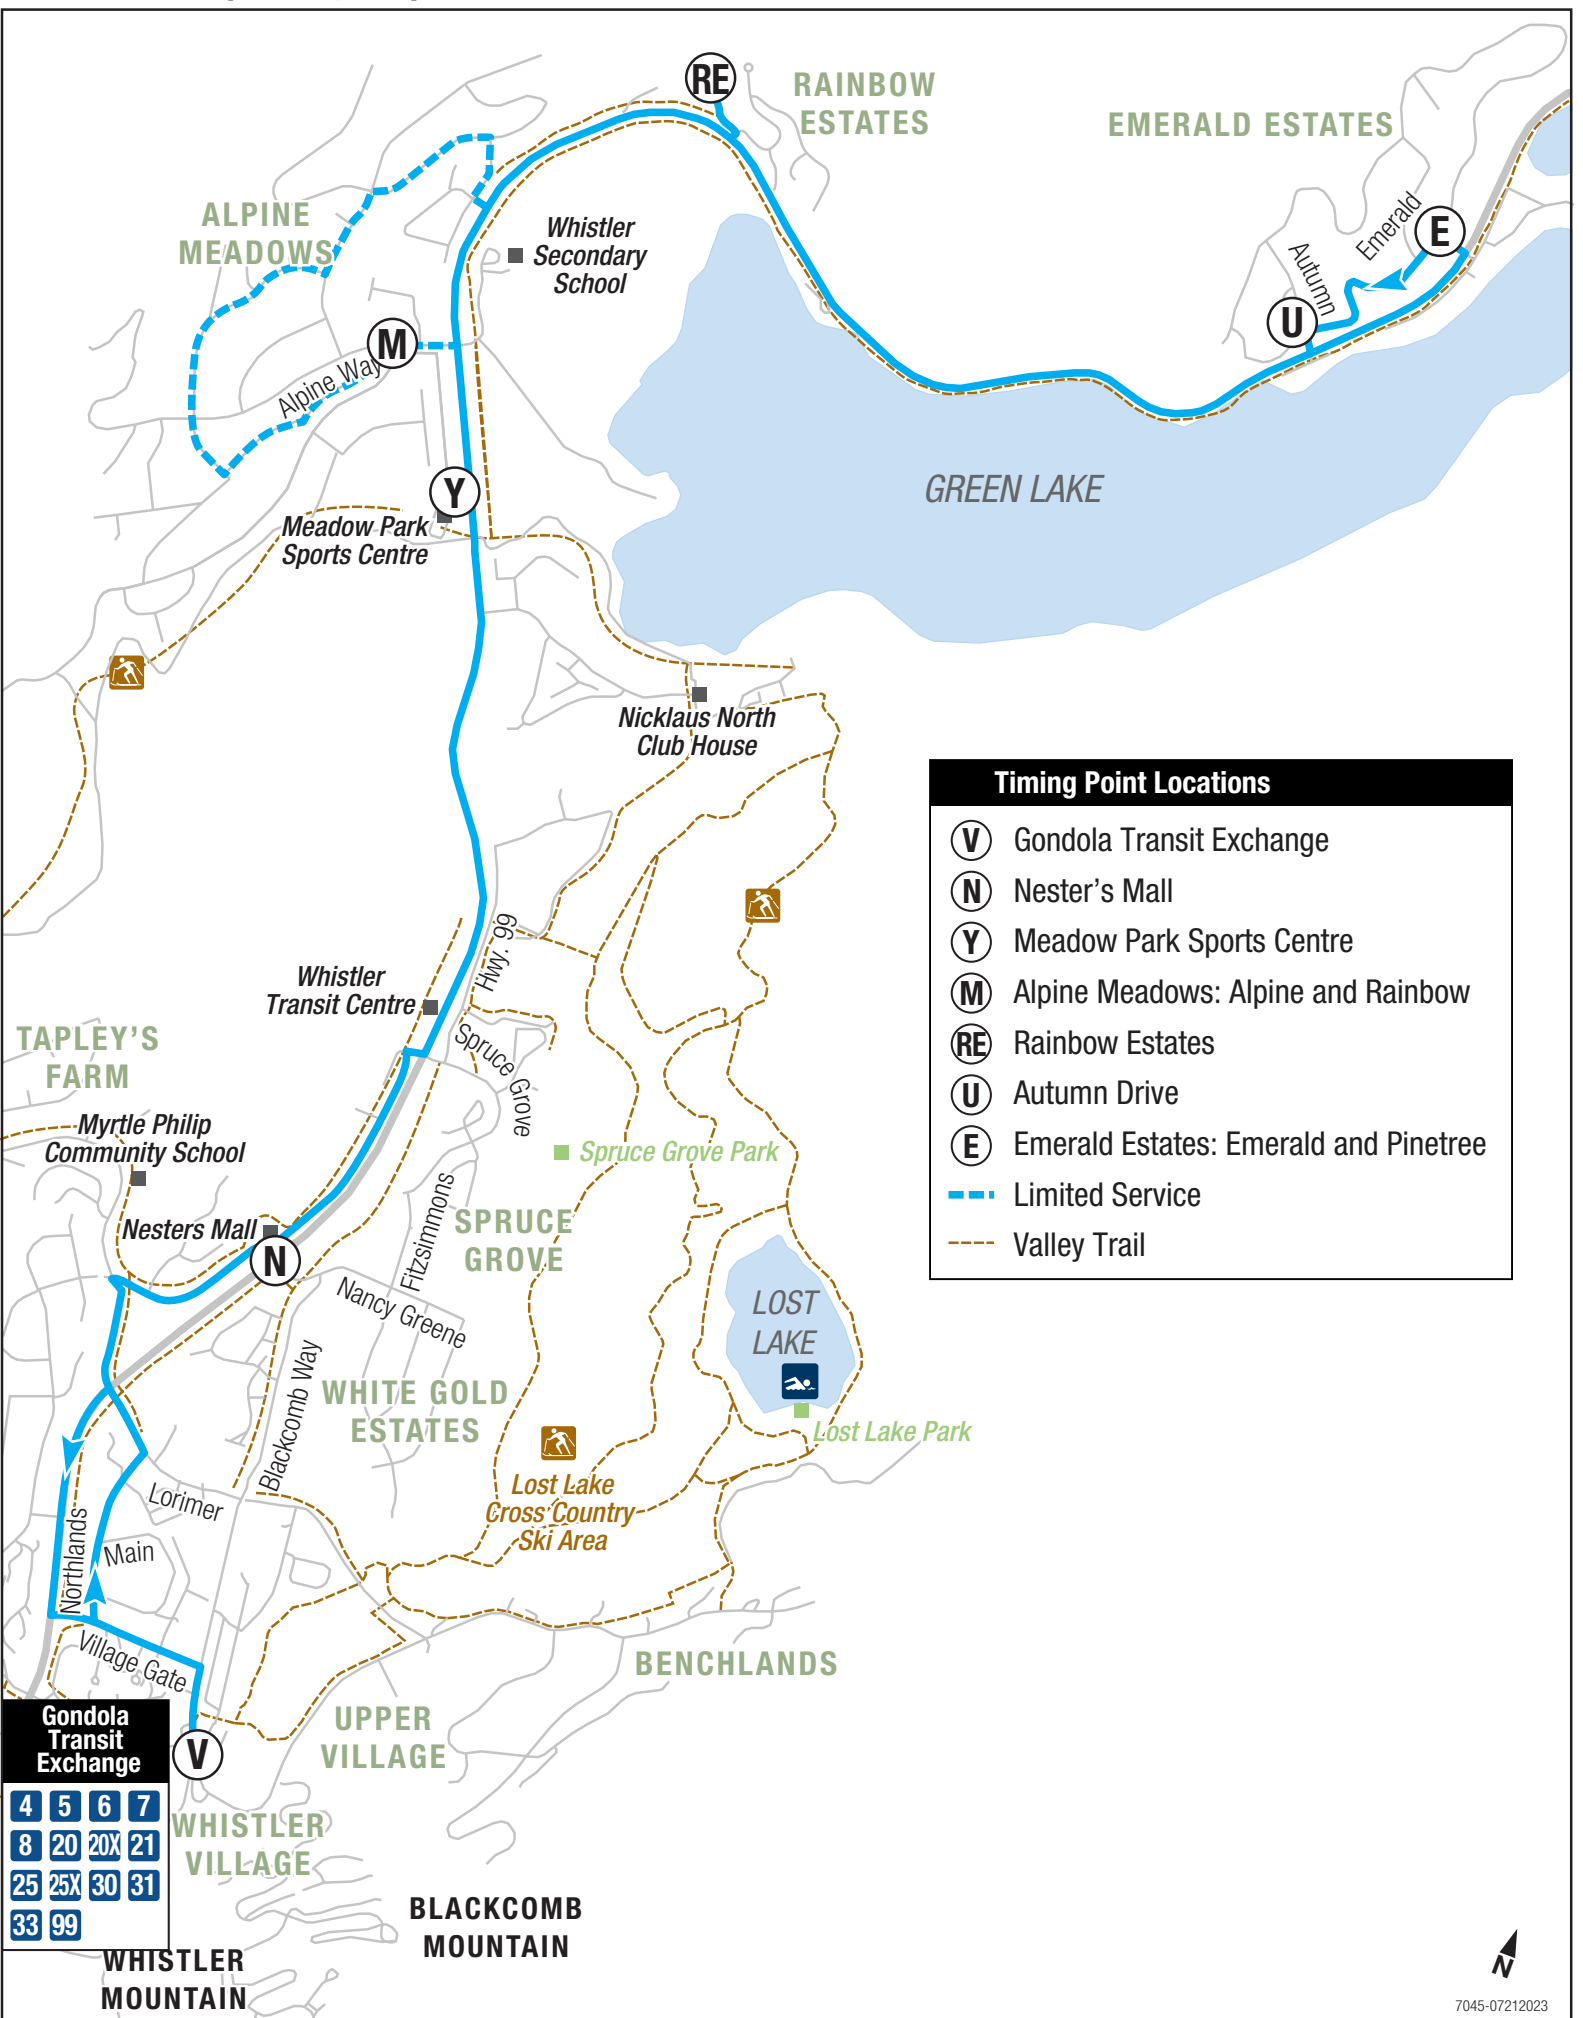 RE
RAINBOW
ESTATES
EMERALD ESTATES
ALPINE
MEADOWS
Whistler
Secondary
School
Emerald
E
Autumn
U
M
Alpine Way
Y
Meadow Park
Sports Centre
GREEN LAKE
Nicklaus North
Club House
Timing Point Locations
V Gondola Transit Exchange
N Nester's Mall
Y Meadow Park Sports Centre
M Alpine Meadows: Alpine and Rainbow
RE Rainbow Estates
U Autumn Drive
E Emerald Estates: Emerald and Pinetree
Limited Service
Valley Trail
Hwy. 99
Whistler
Transit Centre
Spruce Grove
TAPLEY'S
FARM
Myrtle Philip
Community School
Spruce Grove Park
Fitzsimmons
SPRUCE
GROVE
Nesters Mall
N
Nancy Greene
LOST
LAKE
Blackcomb Way
WHITE GOLD
ESTATES
Lost Lake Park
Lost Lake
Cross Country
Ski Area
Lorimer
Northlands
Main
Village Gate
BENCHLANDS
UPPER
VILLAGE
Gondola
Transit
Exchange
V
4 5 6 7
8 20 20X 21
25 25X 30 31
33 99
WHISTLER
VILLAGE
BLACKCOMB
MOUNTAIN
WHISTLER
MOUNTAIN
N
7045-07212023